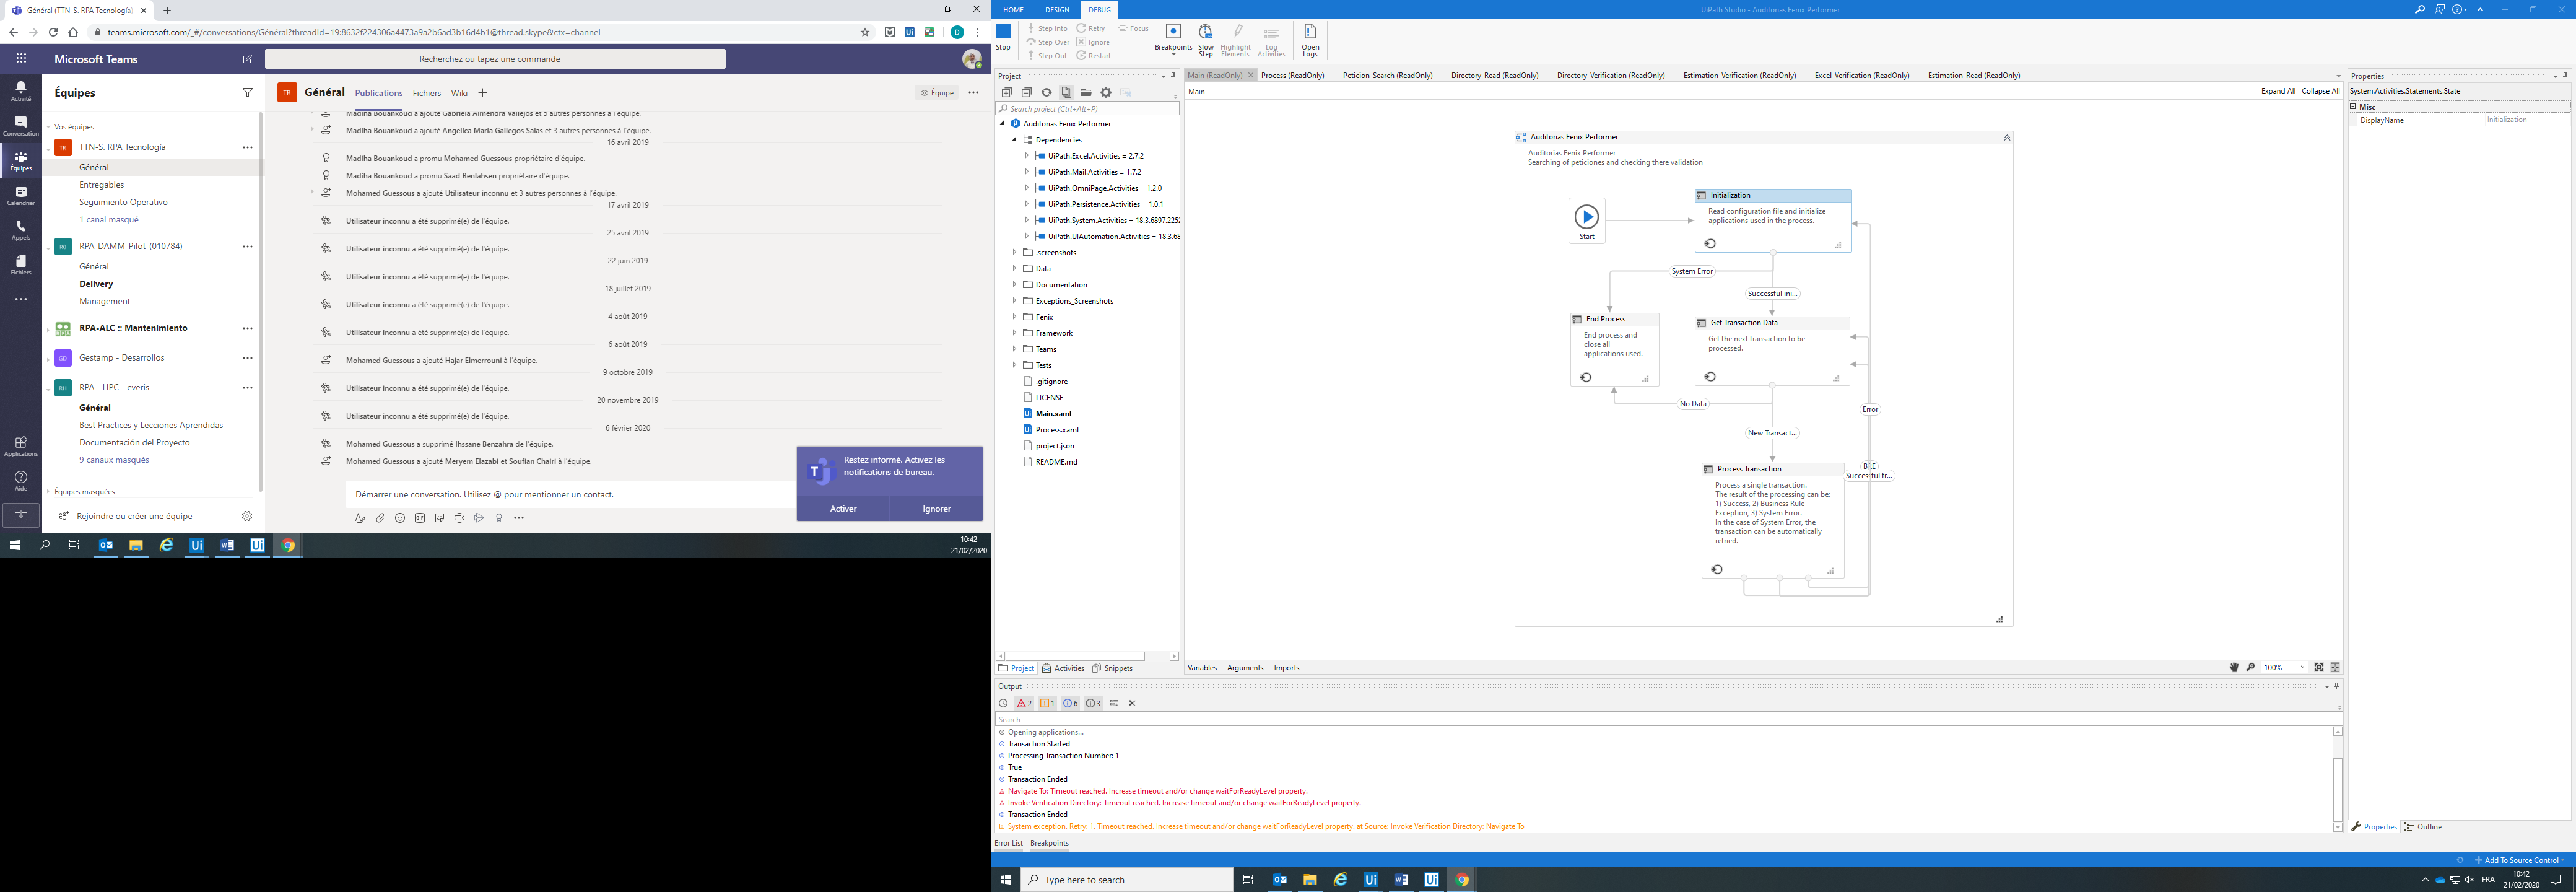 Général (TTN-S. RPA Tecnología)
teams.microsoft.com/_#/conversations/Général?threadId=19:8632f224306a4473a9a2b6ad3b16d4b1@thread.skype&ctx=channel
Microsoft Teams
Recherchez ou tapez une commande
Activité
Conversation
Équipes
Calendrier
Appels
Fichiers
Applications
Aide
Équipes
Vos équipes
TR
TTN-S. RPA Tecnología
Général
Entregables
Seguimiento Operativo
1 canal masqué
RPA_DAMM_Pilot_(010784)
Général
Delivery
Management
RPA-ALC :: Mantenimiento
GD
Gestamp - Desarrollos
RH
RPA - HPC - everis
Général
Best Practices y Lecciones Aprendidas
Documentación del Proyecto
9 canaux masqués
Équipes masquées
Rejoindre ou créer une équipe
TR
Général
Publications
Fichiers
Wiki
Équipe
Madiha Bouankoud a ajouté Gabriela Almendra Vallejos et 5 autres personnes à l'équipe.
Madiha Bouankoud a ajouté Angelica Maria Gallegos Salas et 3 autres personnes à l'équipe.
16 avril 2019
Madiha Bouankoud a promu Mohamed Guessous propriétaire d'équipe.
Madiha Bouankoud a promu Saad Benlahsen propriétaire d'équipe.
Mohamed Guessous a ajouté Utilisateur inconnu et 3 autres personnes à l'équipe.
17 avril 2019
Utilisateur inconnu a été supprimé(e) de l'équipe.
25 avril 2019
Utilisateur inconnu a été supprimé(e) de l'équipe.
22 juin 2019
Utilisateur inconnu a été supprimé(e) de l'équipe.
18 juillet 2019
Utilisateur inconnu a été supprimé(e) de l'équipe.
4 août 2019
Utilisateur inconnu a été supprimé(e) de l'équipe.
6 août 2019
Mohamed Guessous a ajouté Hajar Elmerrouni à l'équipe.
9 octobre 2019
Utilisateur inconnu a été supprimé(e) de l'équipe.
20 novembre 2019
Utilisateur inconnu a été supprimé(e) de l'équipe.
6 février 2020
Mohamed Guessous a supprimé Ihssane Benzahra de l'équipe.
Mohamed Guessous a ajouté Meryem Elazabi et Soufian Chairi à l'équipe.
Démarrer une conversation. Utilisez @ pour mentionner un contact.
Restez informé. Activez les
notifications de bureau.
Activer
Ignorer
10:42
21/02/2020
HOME
DESIGN
DEBUG
UiPath Studio - Auditorias Fenix Performer
Stop
Step Into
Step Over
Step Out
Retry
Ignore
Restart
Focus
Breakpoints
Slow
Step
Highlight
Elements
Log
Activities
Open
Logs
Project
Search project (Ctrl+Alt+P)
Auditorias Fenix Performer
Dependencies
UiPath.Excel.Activities = 2.7.2
UiPath.Mail.Activities = 1.7.2
UiPath.OmniPage.Activities = 1.2.0
UiPath.Persistence.Activities = 1.0.1
UiPath.System.Activities = 18.3.6897.225
UiPath.UIAutomation.Activities = 18.3.68
.screenshots
Data
Documentation
Exceptions_Screenshots
Fenix
Framework
Teams
Tests
.gitignore
LICENSE
Main.xaml
Process.xaml
project.json
README.md
Project
Activities
Snippets
Main (ReadOnly)
Process (ReadOnly)
Peticion_Search (ReadOnly)
Directory_Read (ReadOnly)
Directory_Verification (ReadOnly)
Estimation_Verification (ReadOnly)
Excel_Verification (ReadOnly)
Estimation_Read (ReadOnly)
Main
Expand All
Collapse All
Auditorias Fenix Performer
Auditorias Fenix Performer
Searching of peticiones and checking there validation
Start
Initialization
Read configuration file and initialize
applications used in the process.
System Error
Successful ini...
End Process
End process and
close all
applications used.
Get Transaction Data
Get the next transaction to be
processed.
No Data
Error
New Transact...
BRE
Successful tr...
Process Transaction
Process a single transaction.
The result of the processing can be:
1) Success, 2) Business Rule
Exception, 3) System Error.
In the case of System Error, the
transaction can be automatically
retried.
Variables
Arguments
Imports
100%
Properties
System.Activities.Statements.State
Misc
DisplayName
Initialization
Properties
Outline
Output
2
1
6
3
Search
Opening applications...
Transaction Started
Processing Transaction Number: 1
True
Transaction Ended
Navigate To: Timeout reached. Increase timeout and/or change waitForReadyLevel property.
Invoke Verification Directory: Timeout reached. Increase timeout and/or change waitForReadyLevel property.
Transaction Ended
System exception. Retry: 1. Timeout reached. Increase timeout and/or change waitForReadyLevel property. at Source: Invoke Verification Directory: Navigate To
Error List
Breakpoints
Add To Source Control
Type here to search
FRA
10:42
21/02/2020